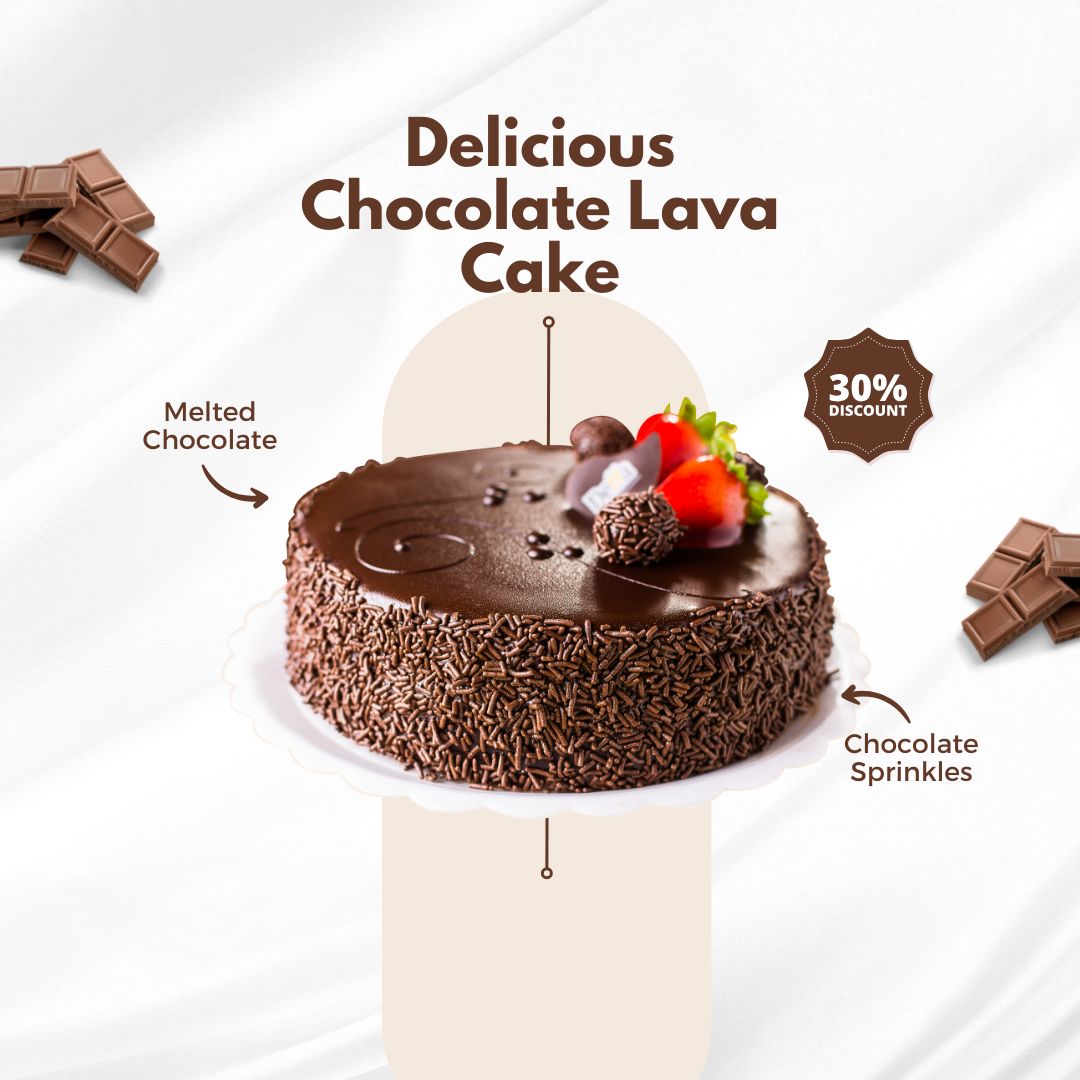 Delicious
Chocolate Lava
Cake
Melted
Chocolate
30%
DISCOUNT
Chocolate
Sprinkles